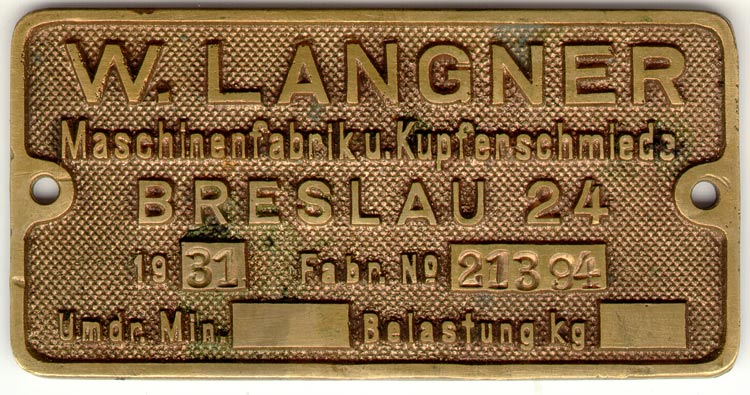 W. LANGNER
Maschinenfabrik u. Kupferschmiede
BRESLAU 24
1931 Fabr. No 21394
Umdr. Min. Belastung kg